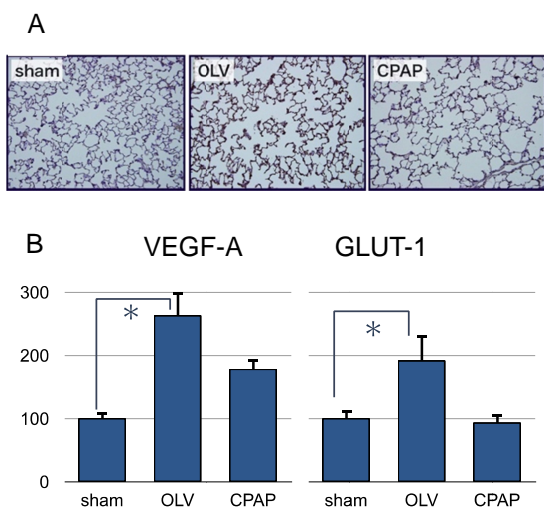 A
sham OLV CPAP
B
VEGF-A GLUT-1
300
* *
200
100
0
sham OLV CPAP sham OLV CPAP